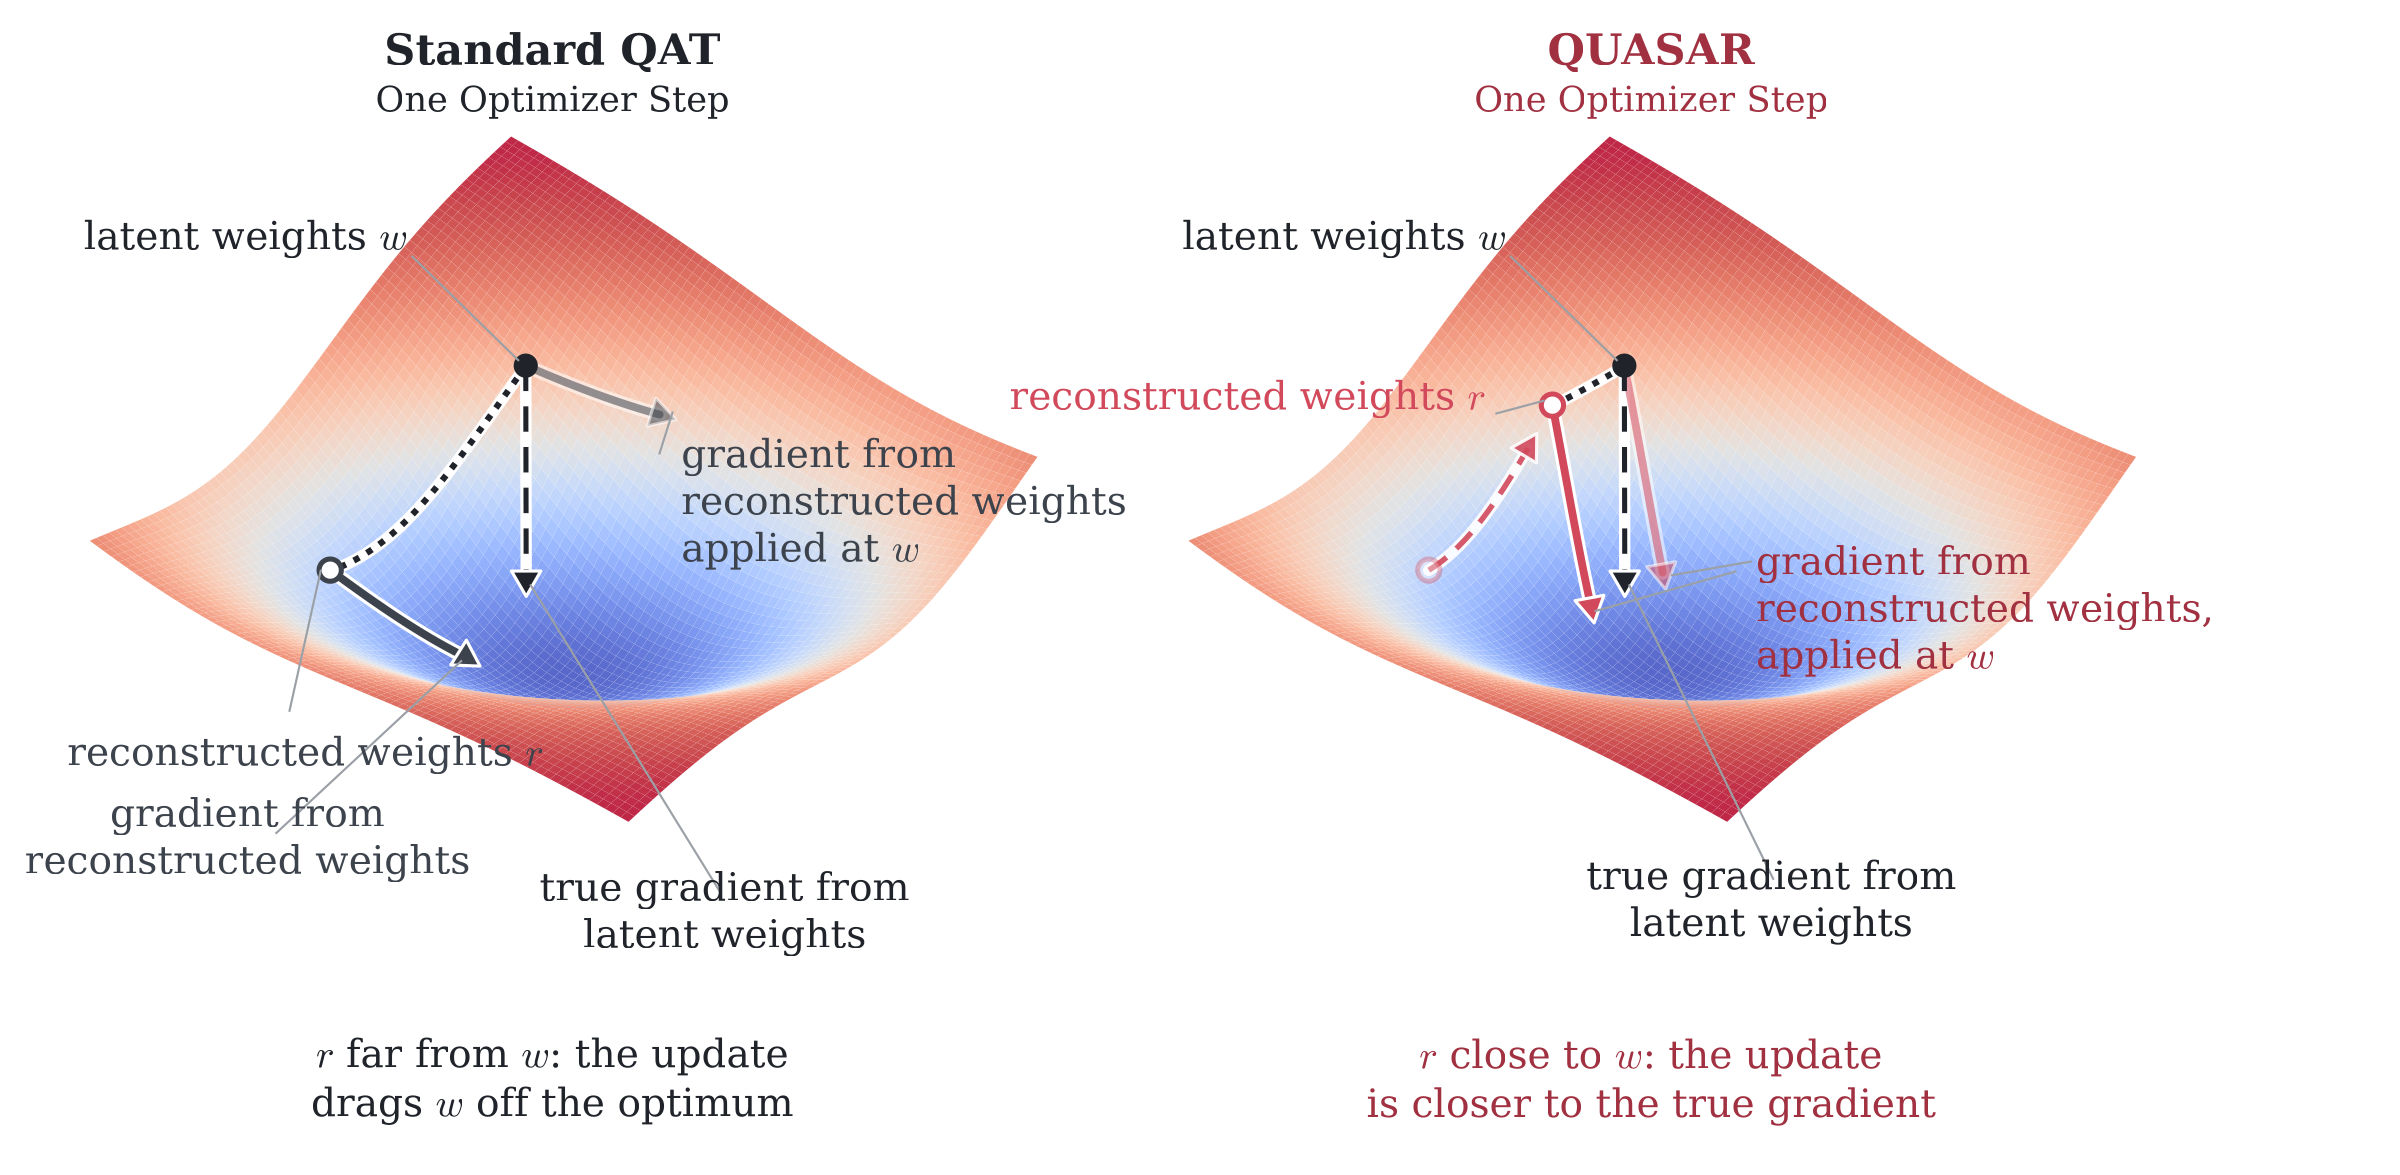 Standard QAT
One Optimizer Step
latent weights w
gradient from
reconstructed weights
applied at w
reconstructed weights r
gradient from
reconstructed weights
true gradient from
latent weights
r far from w: the update
drags w off the optimum
QUASAR
One Optimizer Step
latent weights w
reconstructed weights r
gradient from
reconstructed weights,
applied at w
true gradient from
latent weights
r close to w: the update
is closer to the true gradient